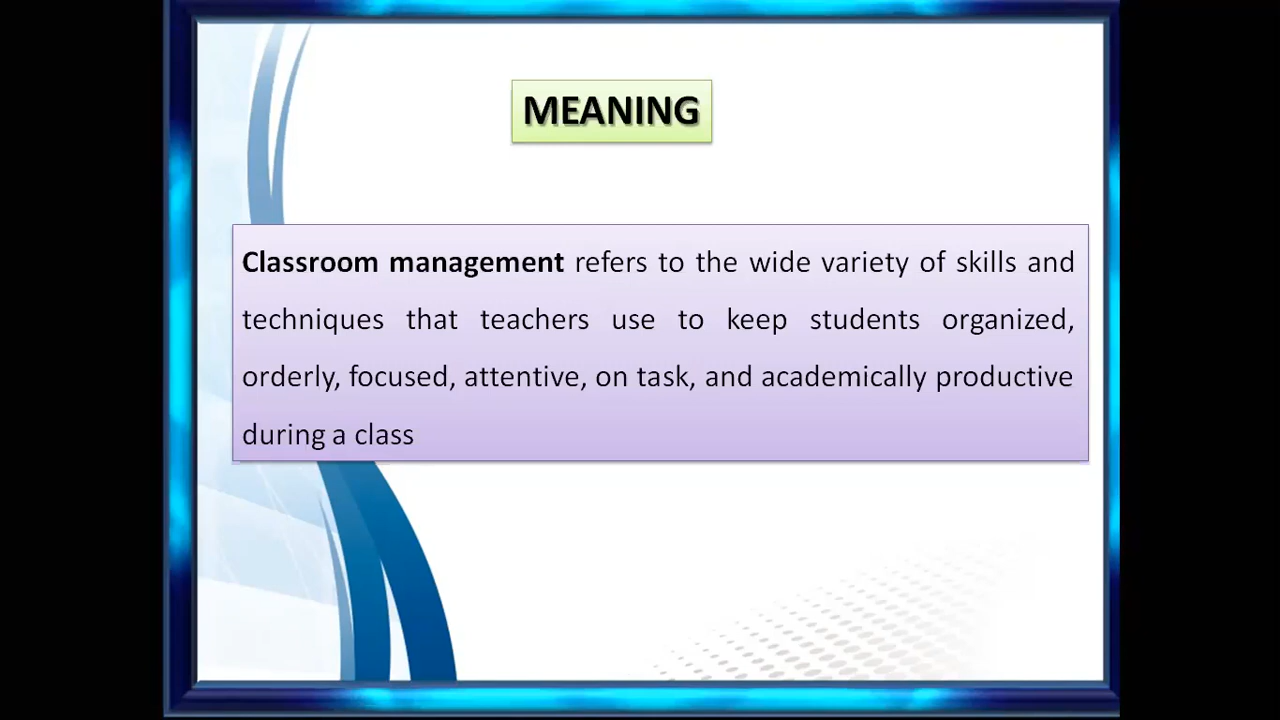 MEANING
Classroom management refers to the wide variety of skills and
techniques that teachers use to keep students organized,
orderly, focused, attentive, on task, and academically productive
during a class